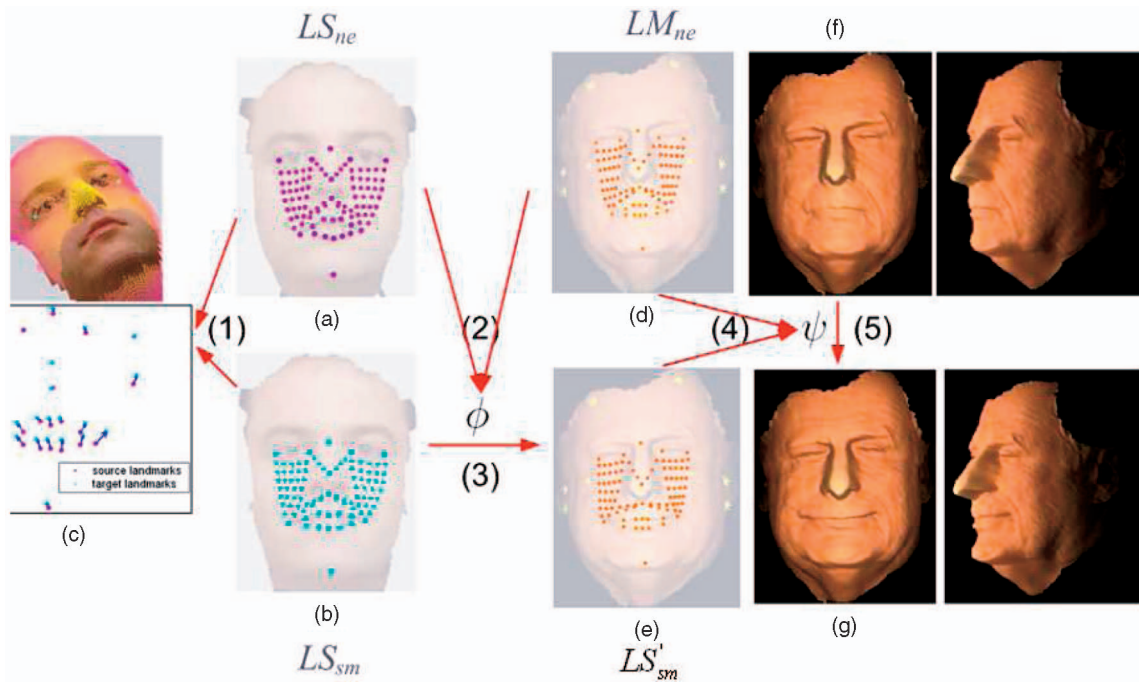 LS_ne
LM_ne
(f)
(1)
(a)
(2)
(d)
(4)
ψ
(5)
ϕ
(3)
source landmarks
target landmarks
(c)
(b)
(e)
(g)
LS_sm
LS'_sm